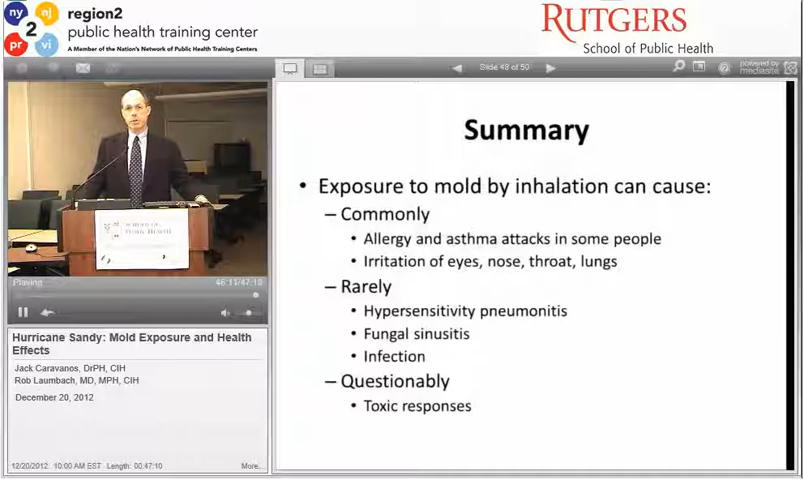 ny
nj
2
pr
vi
region2
public health training center
A Member of the Nation's Network of Public Health Training Centers
RUTGERS
School of Public Health
Slide 48 of 50
powered by
mediasite
SCHOOL OF
PUBLIC HEALTH
Playing
46:11/47:10
Hurricane Sandy: Mold Exposure and Health
Effects
Jack Caravanos, DrPH, CIH
Rob Laumbach, MD, MPH, CIH
December 20, 2012
12/20/2012 10:00 AM EST Length: 00:47:10
More...
Summary
• Exposure to mold by inhalation can cause:
– Commonly
• Allergy and asthma attacks in some people
• Irritation of eyes, nose, throat, lungs
– Rarely
• Hypersensitivity pneumonitis
• Fungal sinusitis
• Infection
– Questionably
• Toxic responses